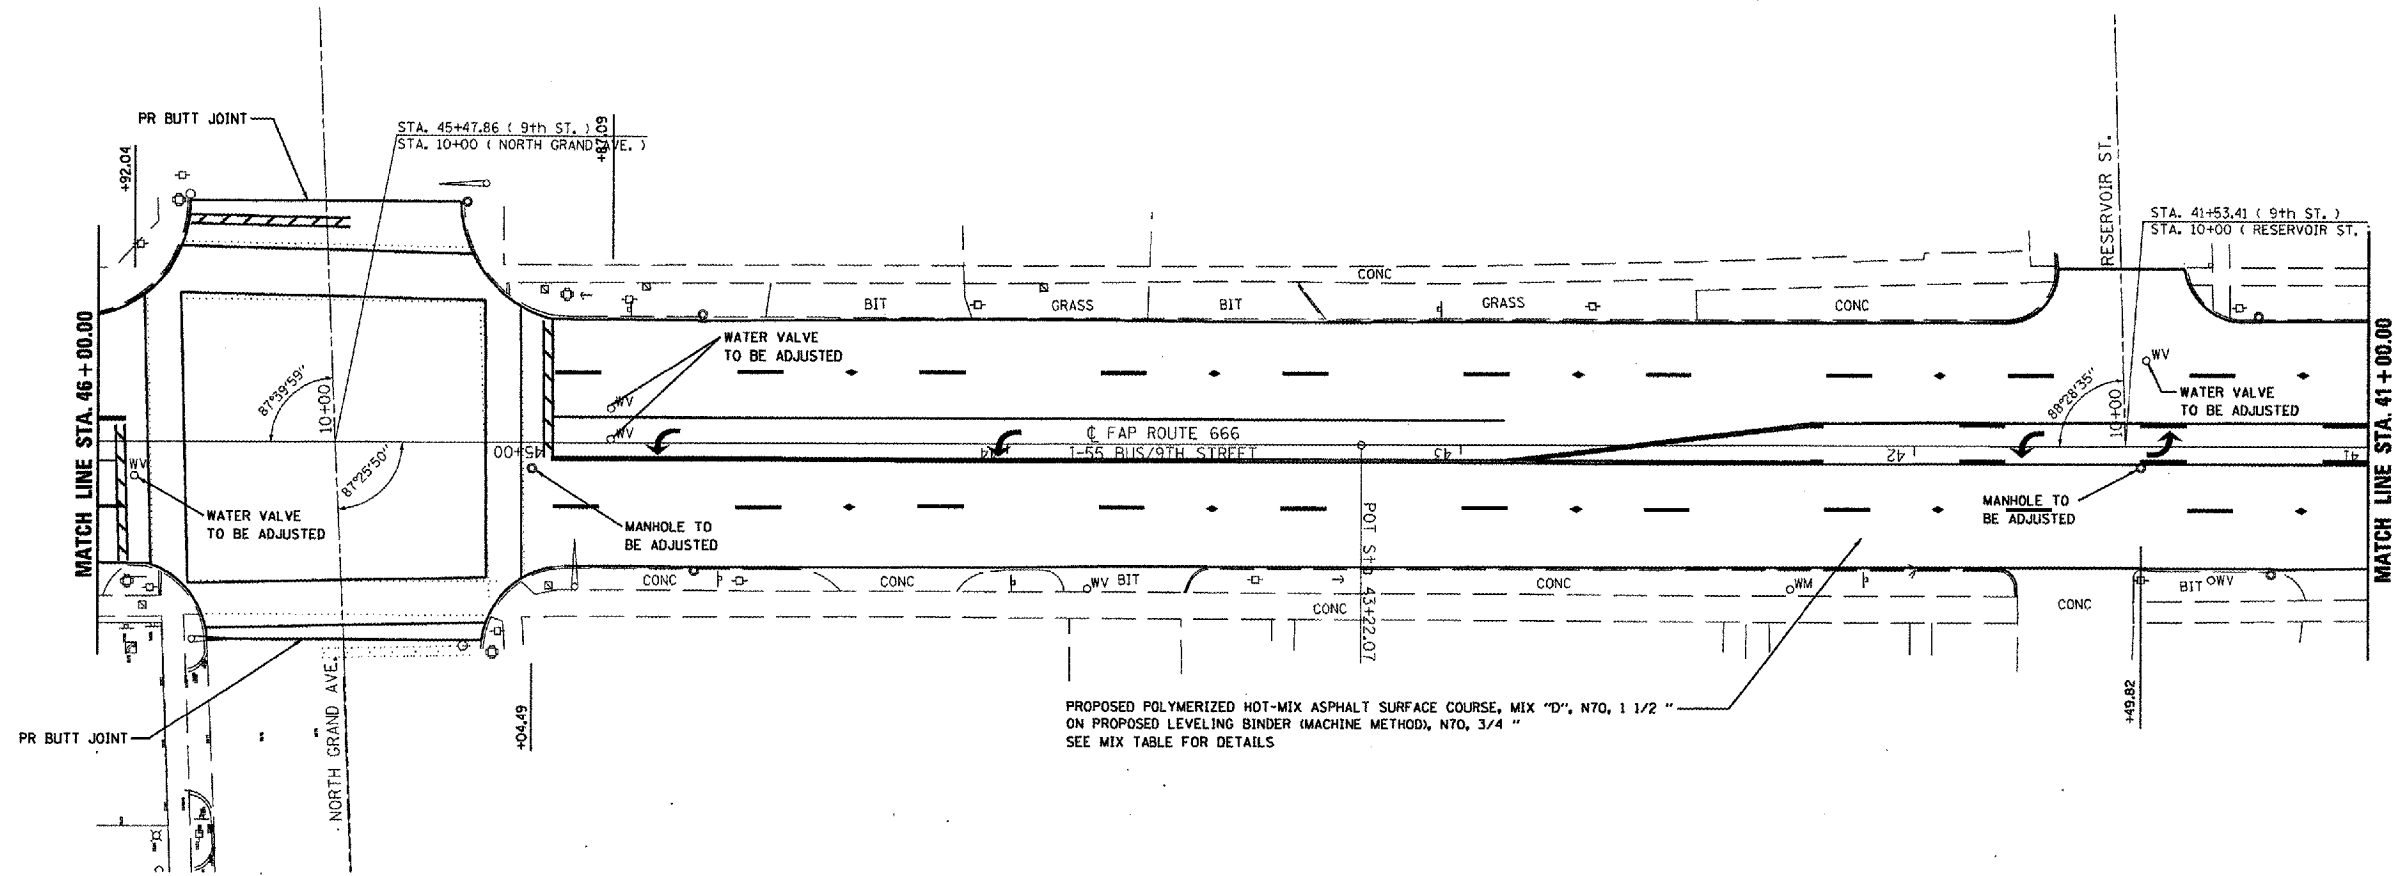 PR BUTT JOINT
STA. 45+47.86 ( 9th ST. )
STA. 10+00 ( NORTH GRAND AVE. )
+92.04
+87.09
RESERVOIR ST.
STA. 41+53.41 ( 9th ST. )
STA. 10+00 ( RESERVOIR ST.
CONC
BIT
GRASS
BIT
GRASS
CONC
MATCH LINE STA. 46+00.00
MATCH LINE STA. 41+00.00
WATER VALVE
TO BE ADJUSTED
WV
WV
WV
WATER VALVE
TO BE ADJUSTED
87°39'59"
10+00
88°28'35"
10+00
℄ FAP ROUTE 666
I-55 BUS/9TH STREET
45+00
44
43
42
41
87°25'50"
WV
WATER VALVE
TO BE ADJUSTED
MANHOLE TO
BE ADJUSTED
MANHOLE TO
BE ADJUSTED
POT Sta 43+22.07
CONC
CONC
WV
BIT
CONC
WM
CONC
BIT
WV
CONC
NORTH GRAND AVE.
+04.49
+49.82
PR BUTT JOINT
PROPOSED POLYMERIZED HOT-MIX ASPHALT SURFACE COURSE, MIX "D", N70, 1 1/2 "
ON PROPOSED LEVELING BINDER (MACHINE METHOD), N70, 3/4 "
SEE MIX TABLE FOR DETAILS